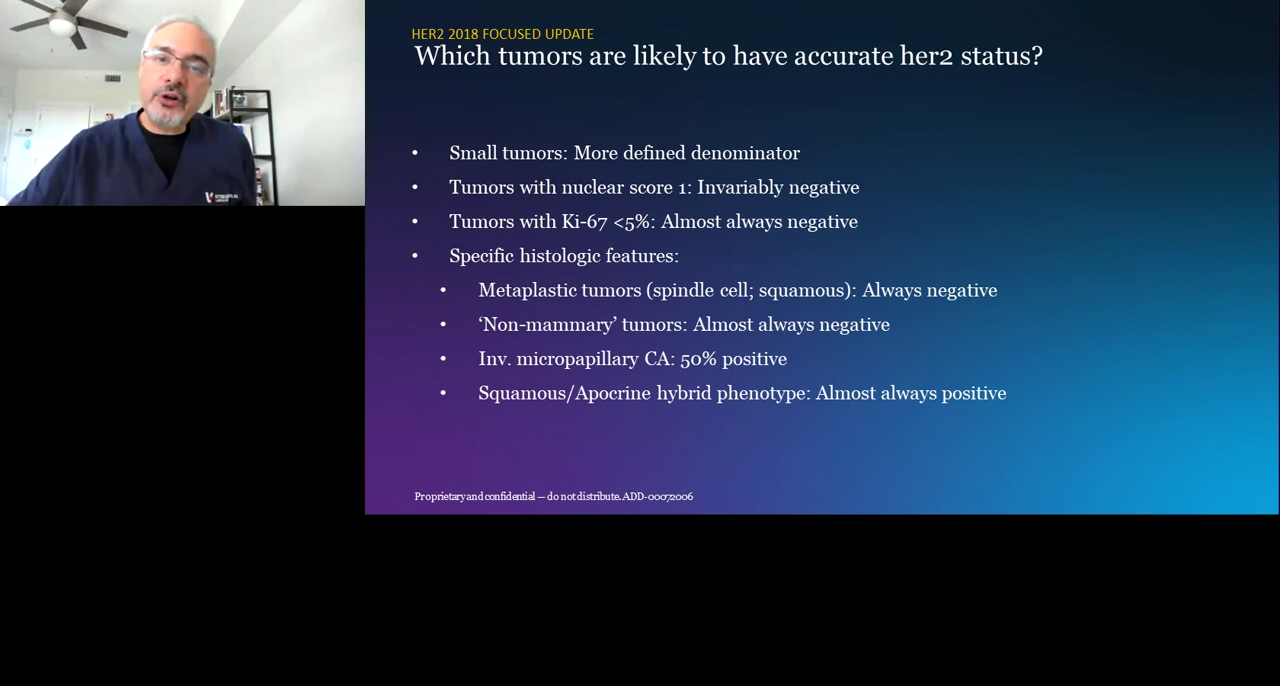 HER2 2018 FOCUSED UPDATE
Which tumors are likely to have accurate her2 status?
• Small tumors: More defined denominator
• Tumors with nuclear score 1: Invariably negative
• Tumors with Ki-67 <5%: Almost always negative
• Specific histologic features:
• Metaplastic tumors (spindle cell; squamous): Always negative
• ‘Non-mammary’ tumors: Almost always negative
• Inv. micropapillary CA: 50% positive
• Squamous/Apocrine hybrid phenotype: Almost always positive
Proprietary and confidential — do not distribute. ADD-00072006